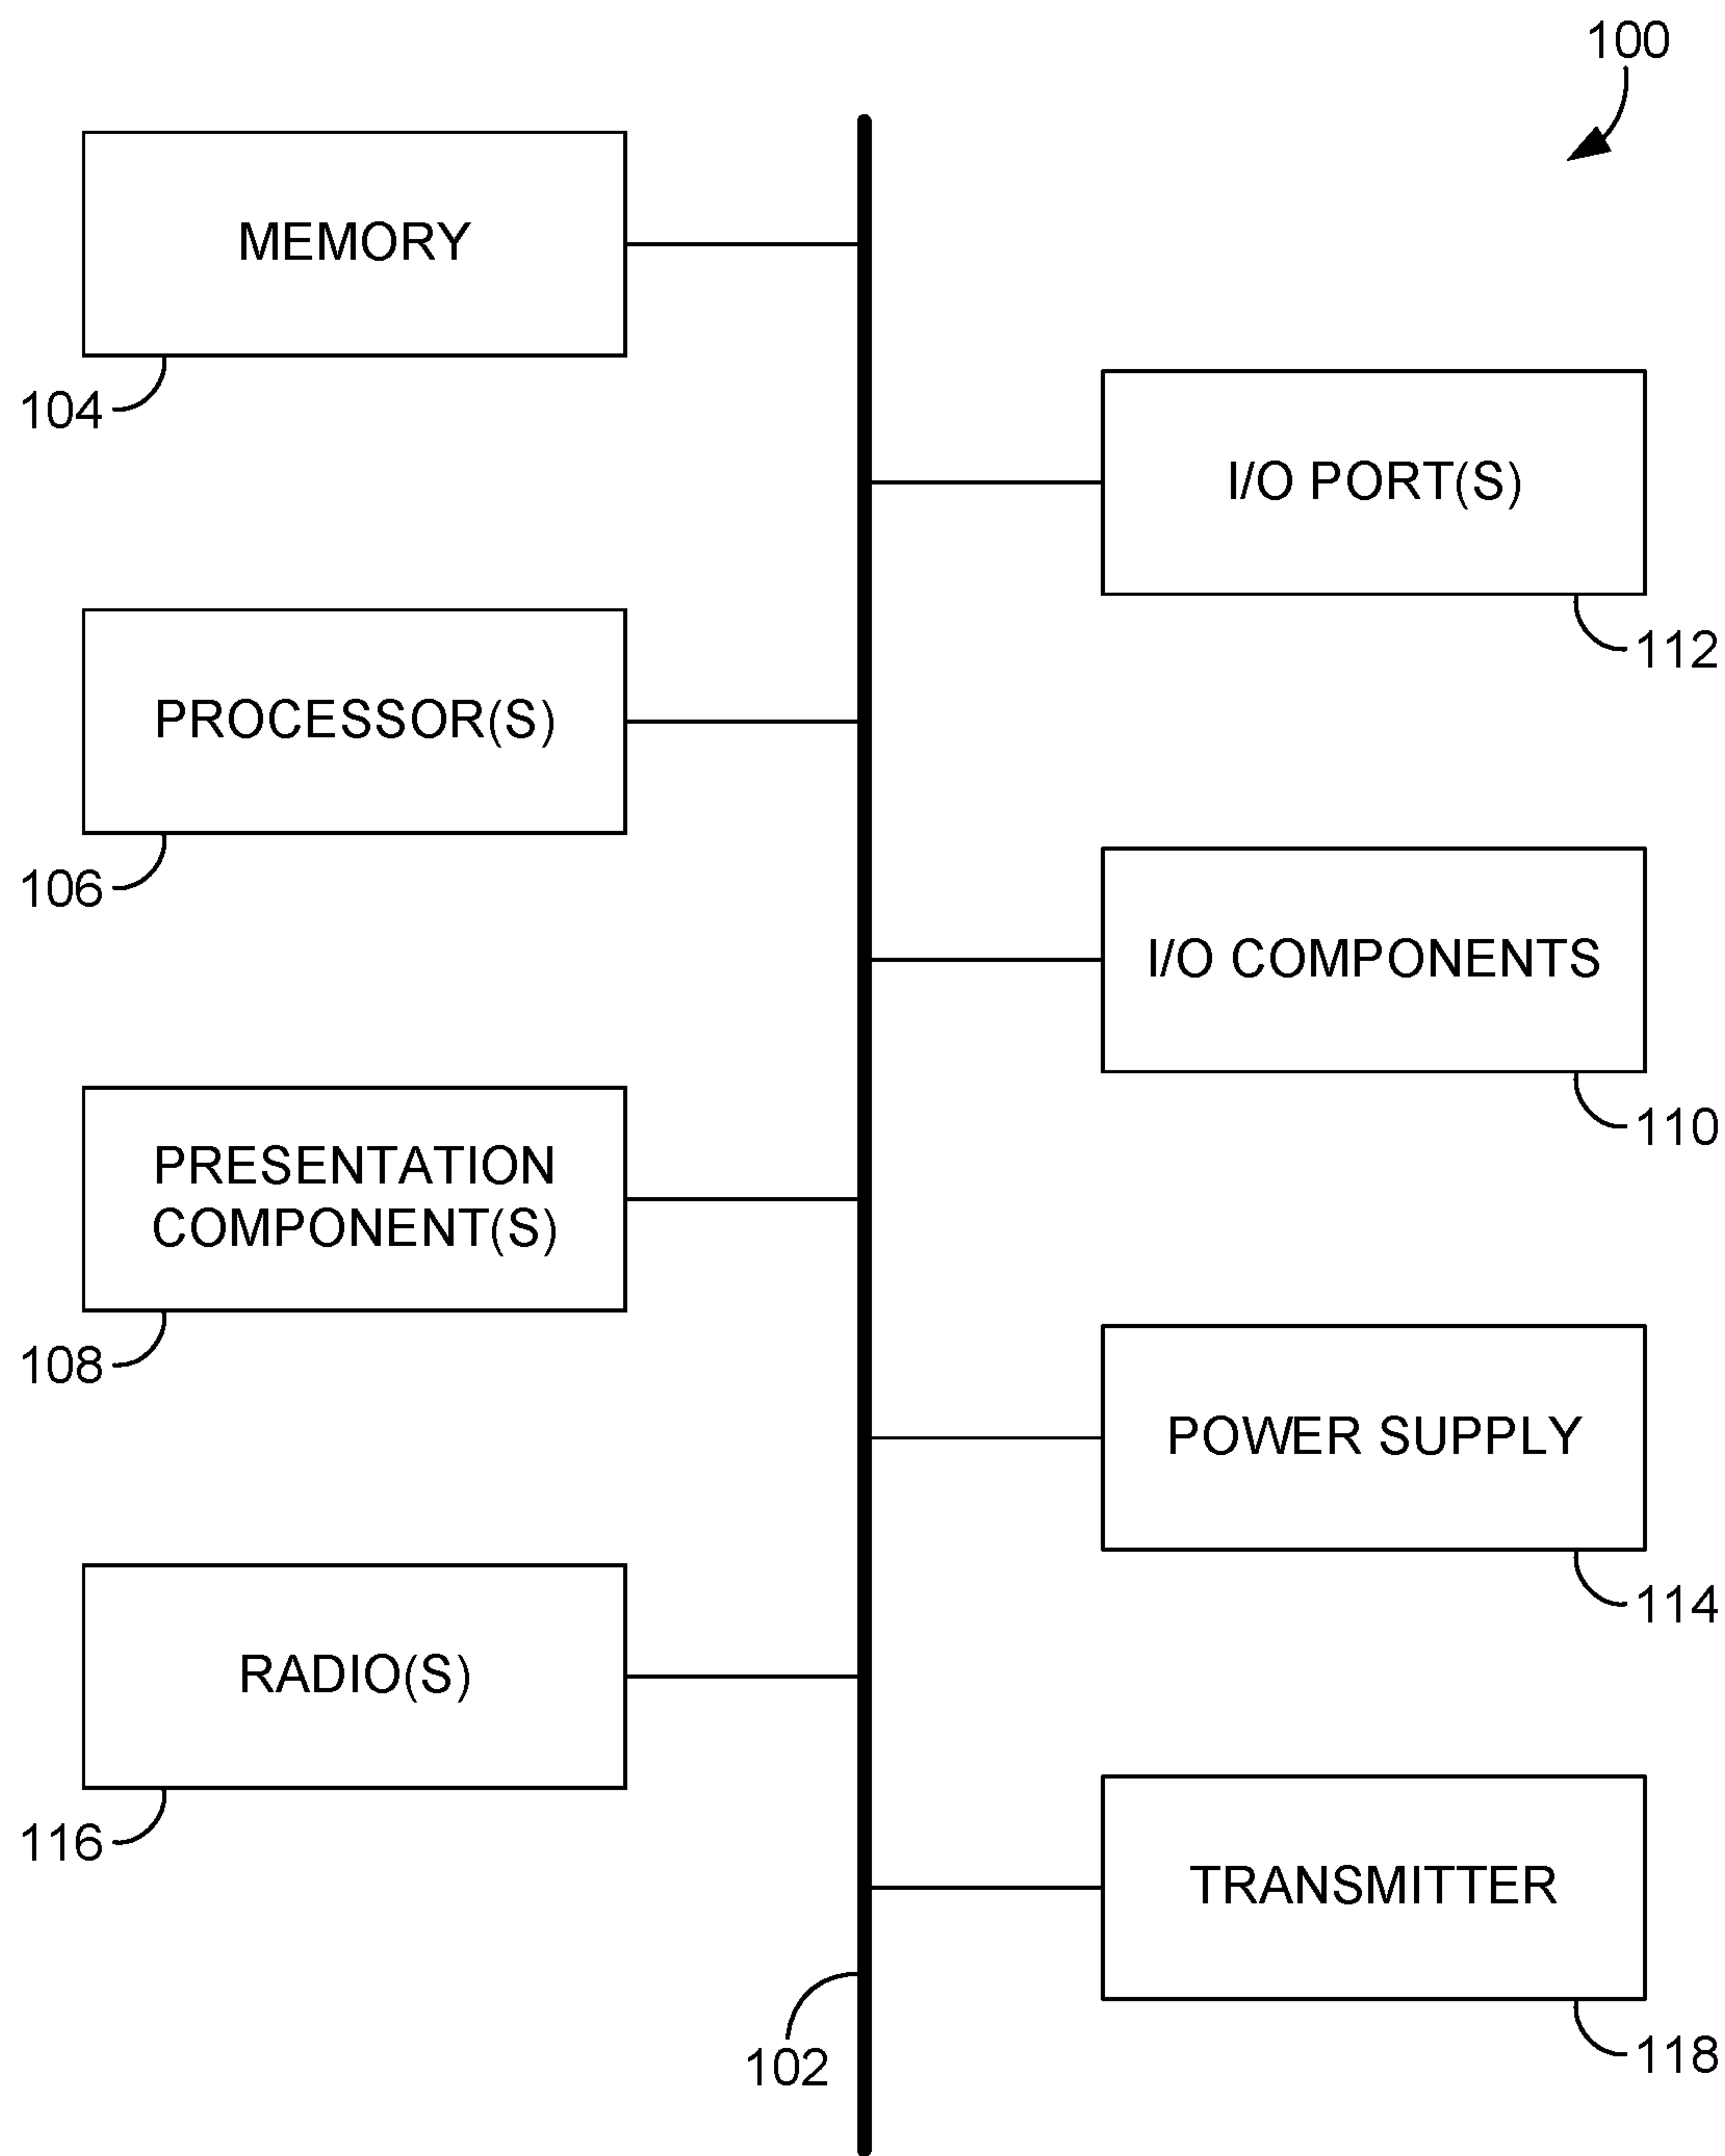 100
MEMORY
104
I/O PORT(S)
112
PROCESSOR(S)
106
I/O COMPONENTS
110
PRESENTATION
COMPONENT(S)
108
POWER SUPPLY
114
RADIO(S)
116
TRANSMITTER
118
102